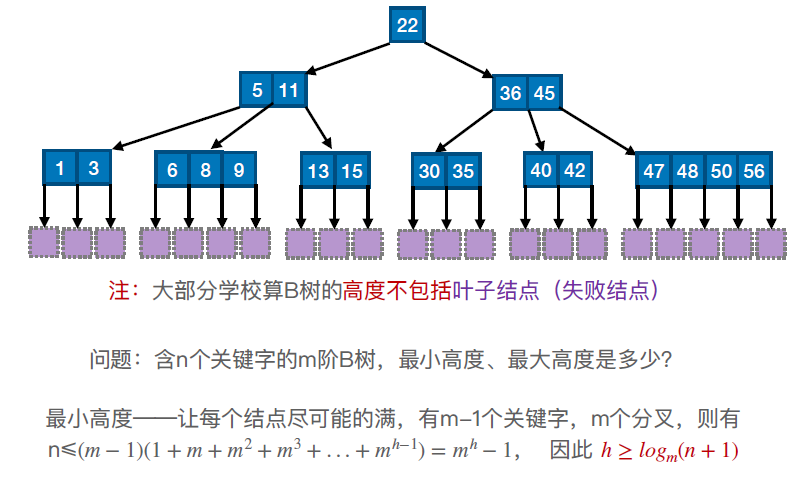 22
5 11
36 45
1 3
6 8 9
13 15
30 35
40 42
47 48 50 56
注：大部分学校算B树的高度不包括叶子结点（失败结点）
问题：含n个关键字的m阶B树，最小高度、最大高度是多少？
最小高度——让每个结点尽可能的满，有m−1个关键字，m个分叉，则有
n⩽(m − 1)(1 + m + m² + m³ + . . . + mʰ⁻¹) = mʰ − 1， 因此 h ≥ logₘ(n + 1)